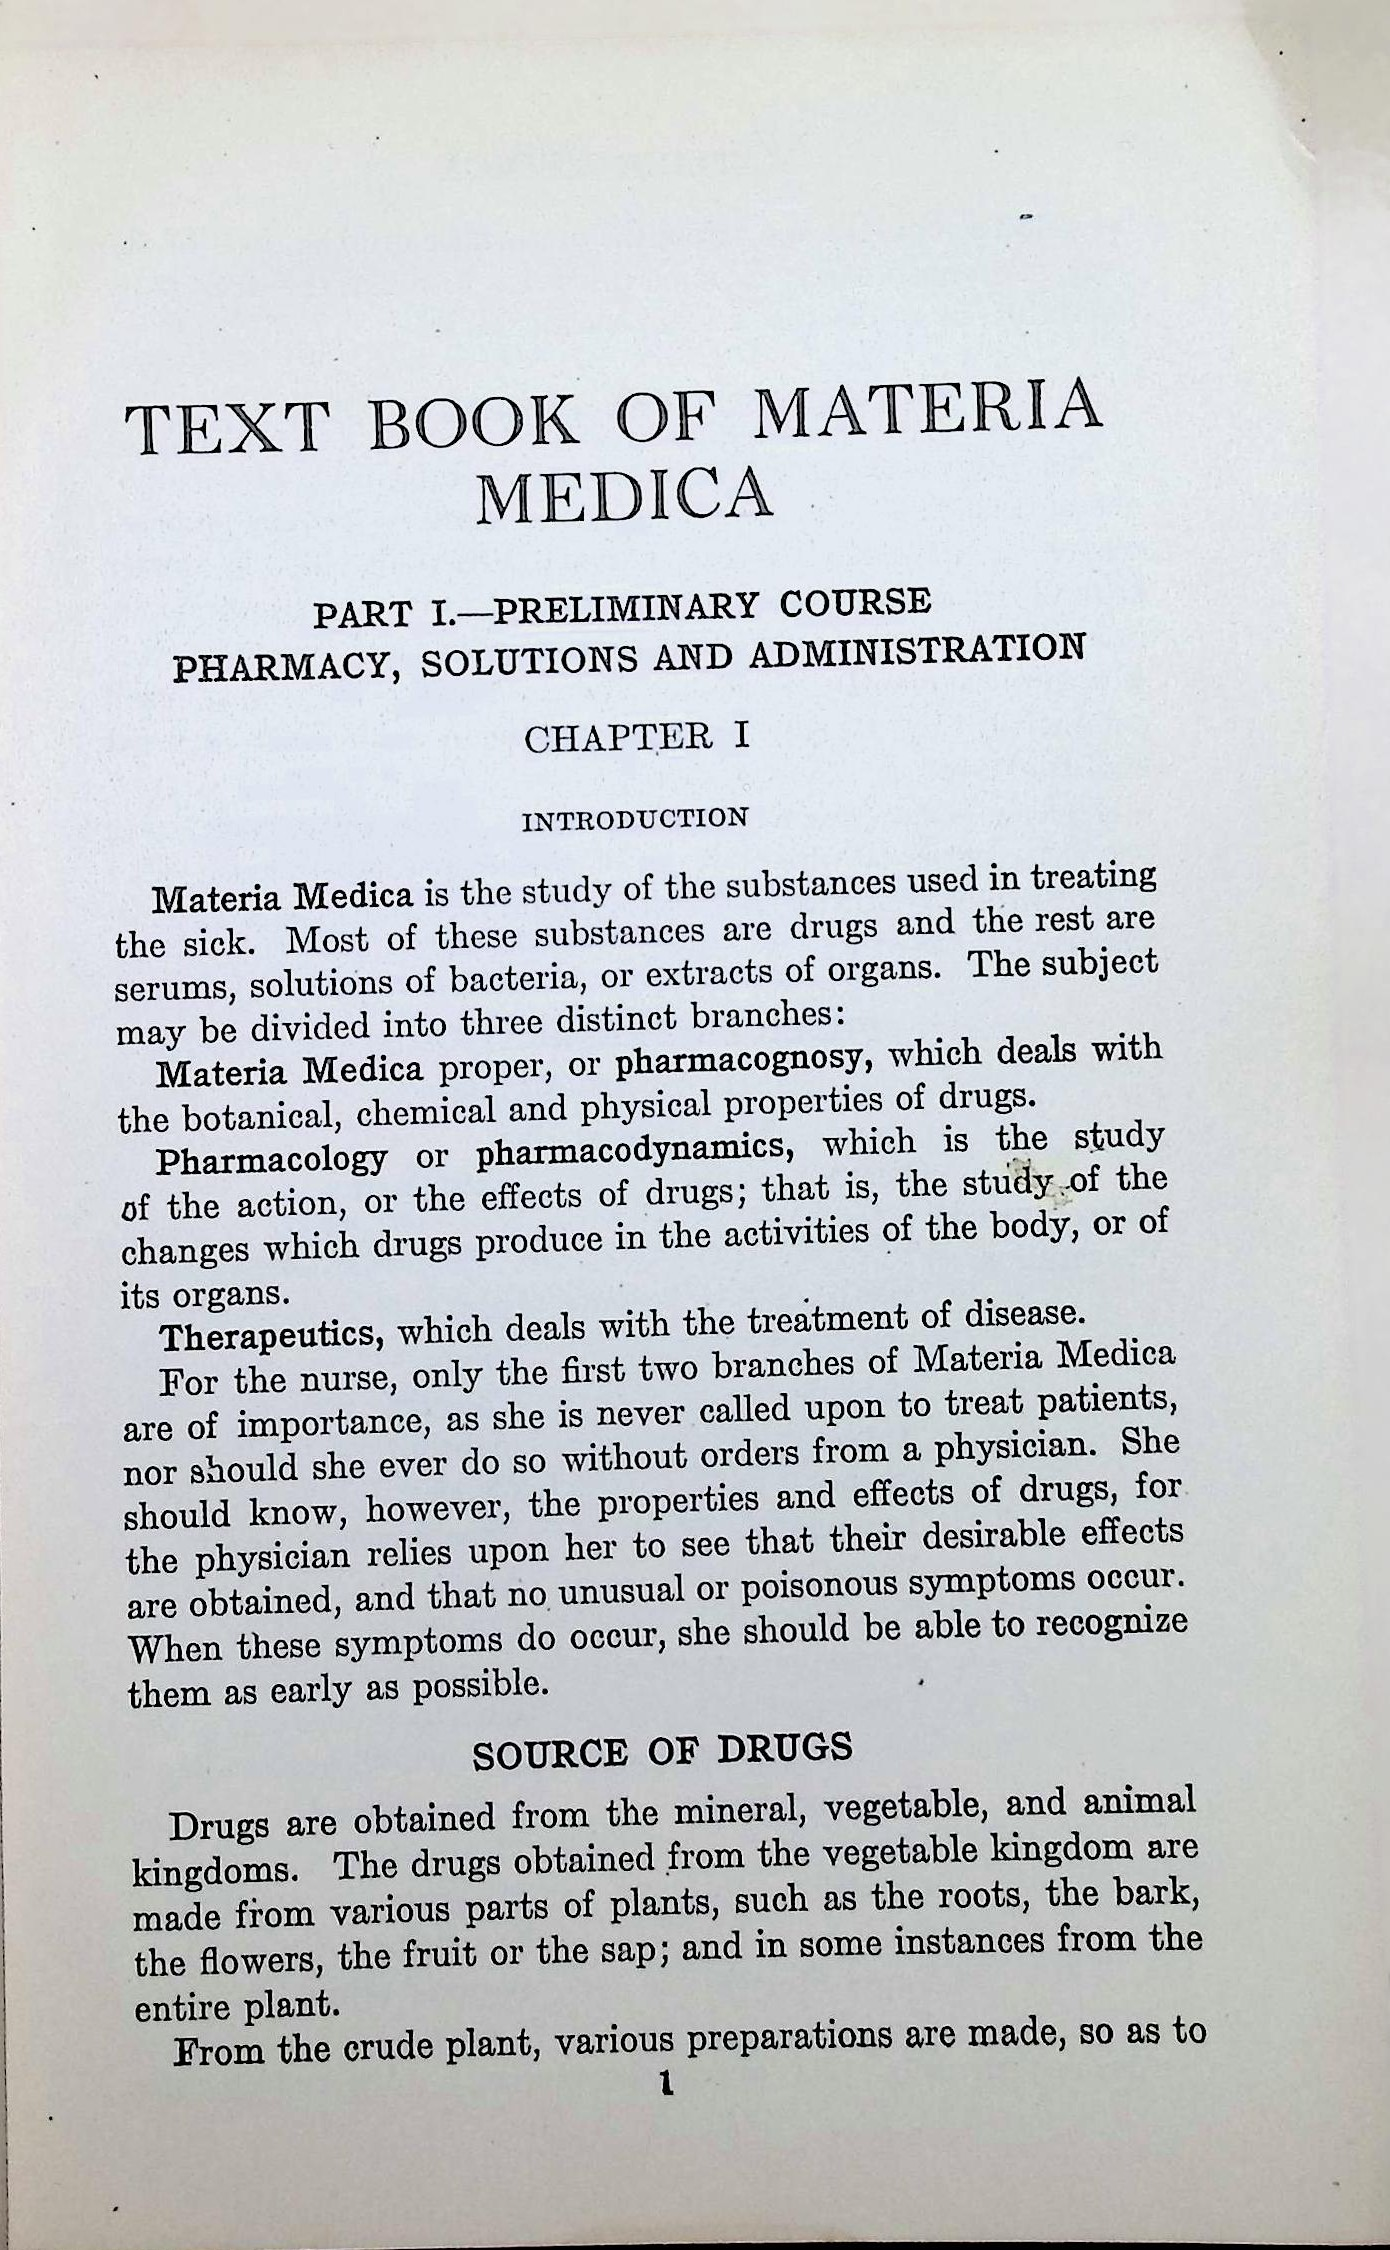 TEXT BOOK OF MATERIA
MEDICA
PART I.—PRELIMINARY COURSE
PHARMACY, SOLUTIONS AND ADMINISTRATION
CHAPTER I
INTRODUCTION
Materia Medica is the study of the substances used in treating
the sick. Most of these substances are drugs and the rest are
serums, solutions of bacteria, or extracts of organs. The subject
may be divided into three distinct branches:
Materia Medica proper, or pharmacognosy, which deals with
the botanical, chemical and physical properties of drugs.
Pharmacology or pharmacodynamics, which is the study
of the action, or the effects of drugs; that is, the study of the
changes which drugs produce in the activities of the body, or of
its organs.
Therapeutics, which deals with the treatment of disease.
For the nurse, only the first two branches of Materia Medica
are of importance, as she is never called upon to treat patients,
nor should she ever do so without orders from a physician. She
should know, however, the properties and effects of drugs, for
the physician relies upon her to see that their desirable effects
are obtained, and that no unusual or poisonous symptoms occur.
When these symptoms do occur, she should be able to recognize
them as early as possible.
SOURCE OF DRUGS
Drugs are obtained from the mineral, vegetable, and animal
kingdoms. The drugs obtained from the vegetable kingdom are
made from various parts of plants, such as the roots, the bark,
the flowers, the fruit or the sap; and in some instances from the
entire plant.
From the crude plant, various preparations are made, so as to
1